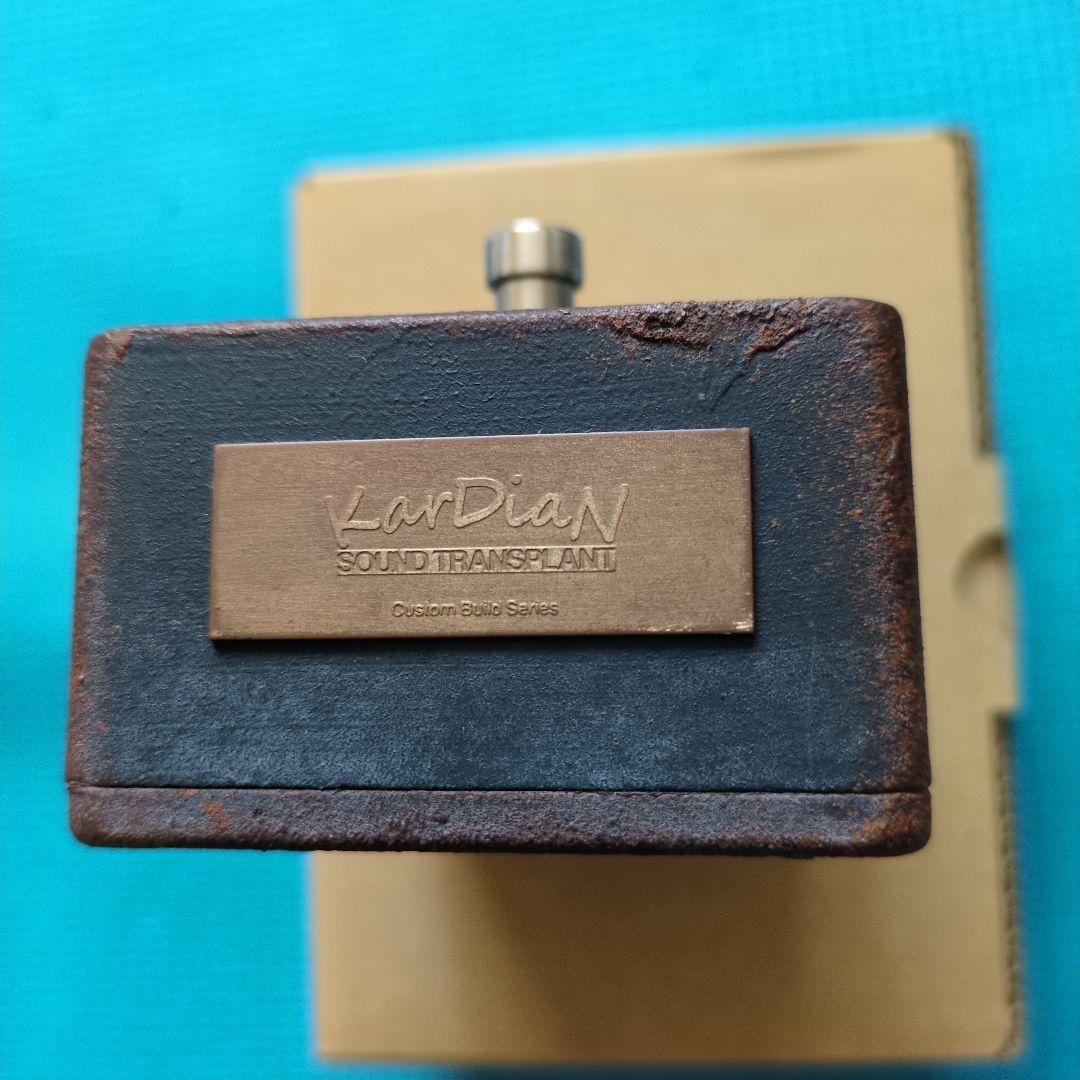 KarDiaN
SOUND TRANSPLANT
Custom Build Series